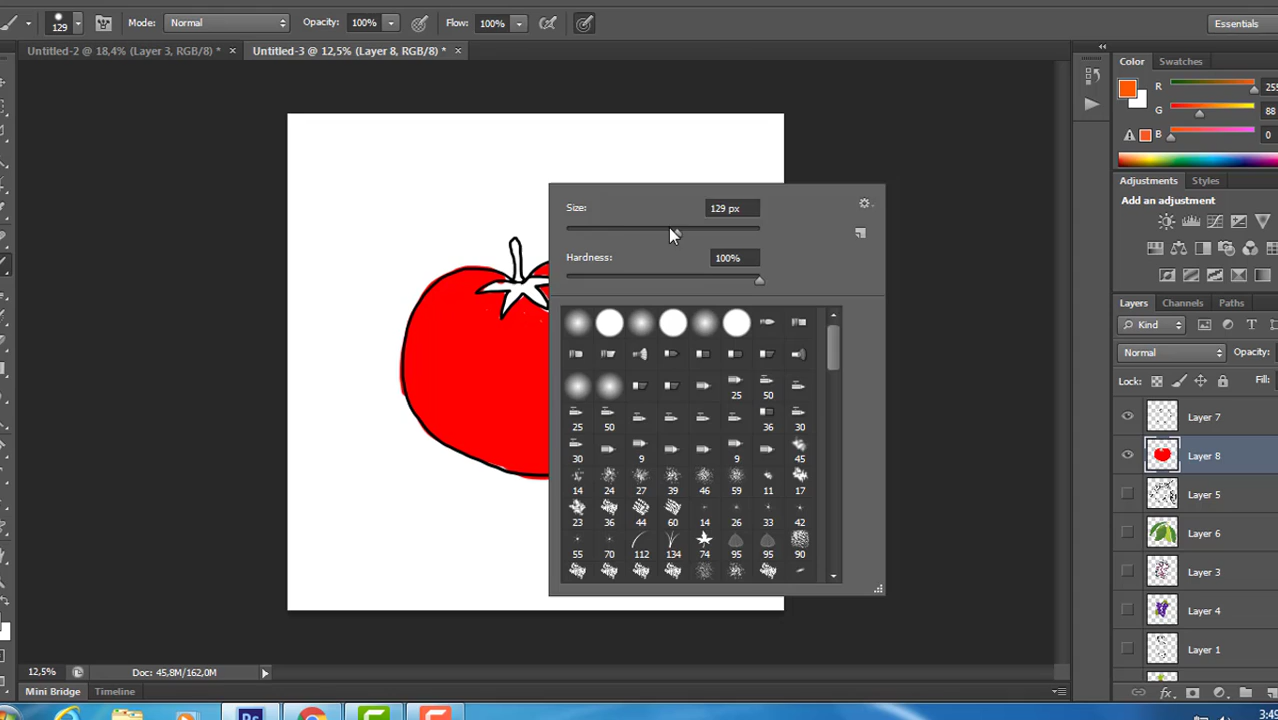 129 Mode: Normal Opacity: 100% Flow: 100% Essentials
Untitled-2 @ 18,4% (Layer 3, RGB/8) * × Untitled-3 @ 12,5% (Layer 8, RGB/8) * ×
Color Swatches
R 255
G 88
B 0
Adjustments Styles
Add an adjustment
Size: 129 px
Hardness: 100%
25 50
25 50 36 30
30 9 9 45
14 24 27 39 46 59 11 17
23 36 44 60 14 26 33 42
55 70 112 134 74 95 95 90
Layers Channels Paths
Kind
Normal Opacity:
Lock: Fill:
Layer 7
Layer 8
Layer 5
Layer 6
Layer 3
Layer 4
Layer 1
fx
12,5% Doc: 45,8M/162,0M
Mini Bridge Timeline
Ps